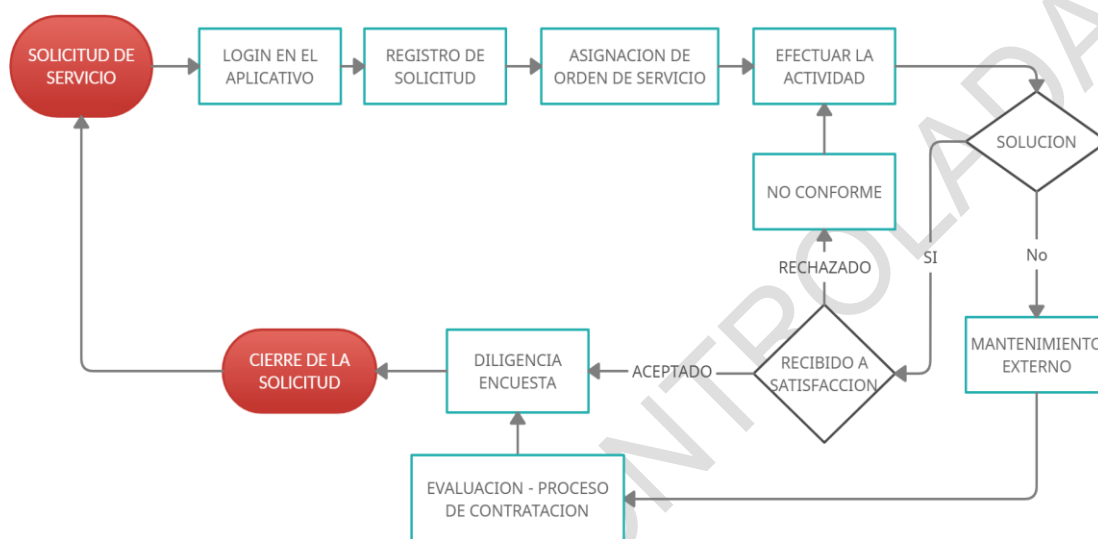 SOLICITUD DE
SERVICIO
LOGIN EN EL
APLICATIVO
REGISTRO DE
SOLICITUD
ASIGNACION DE
ORDEN DE SERVICIO
EFECTUAR LA
ACTIVIDAD
SOLUCION
NO CONFORME
SI
No
RECHAZADO
MANTENIMIENTO
EXTERNO
CIERRE DE LA
SOLICITUD
DILIGENCIA
ENCUESTA
ACEPTADO
RECIBIDO A
SATISFACCION
EVALUACION - PROCESO
DE CONTRATACION
ONTROLADA